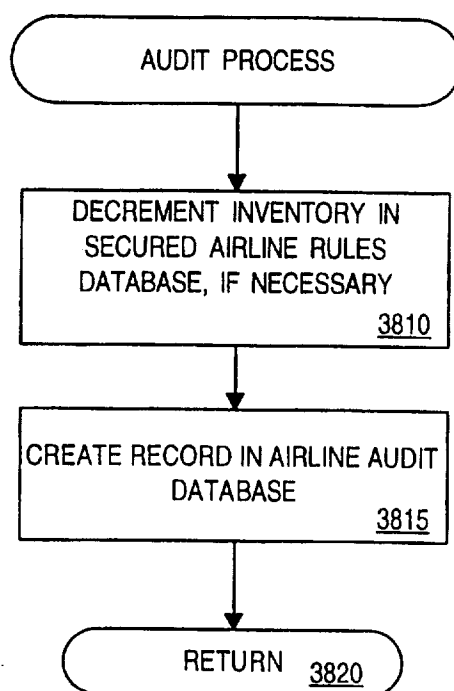 AUDIT PROCESS
DECREMENT INVENTORY IN
SECURED AIRLINE RULES
DATABASE, IF NECESSARY
3810
CREATE RECORD IN AIRLINE AUDIT
DATABASE
3815
RETURN 3820